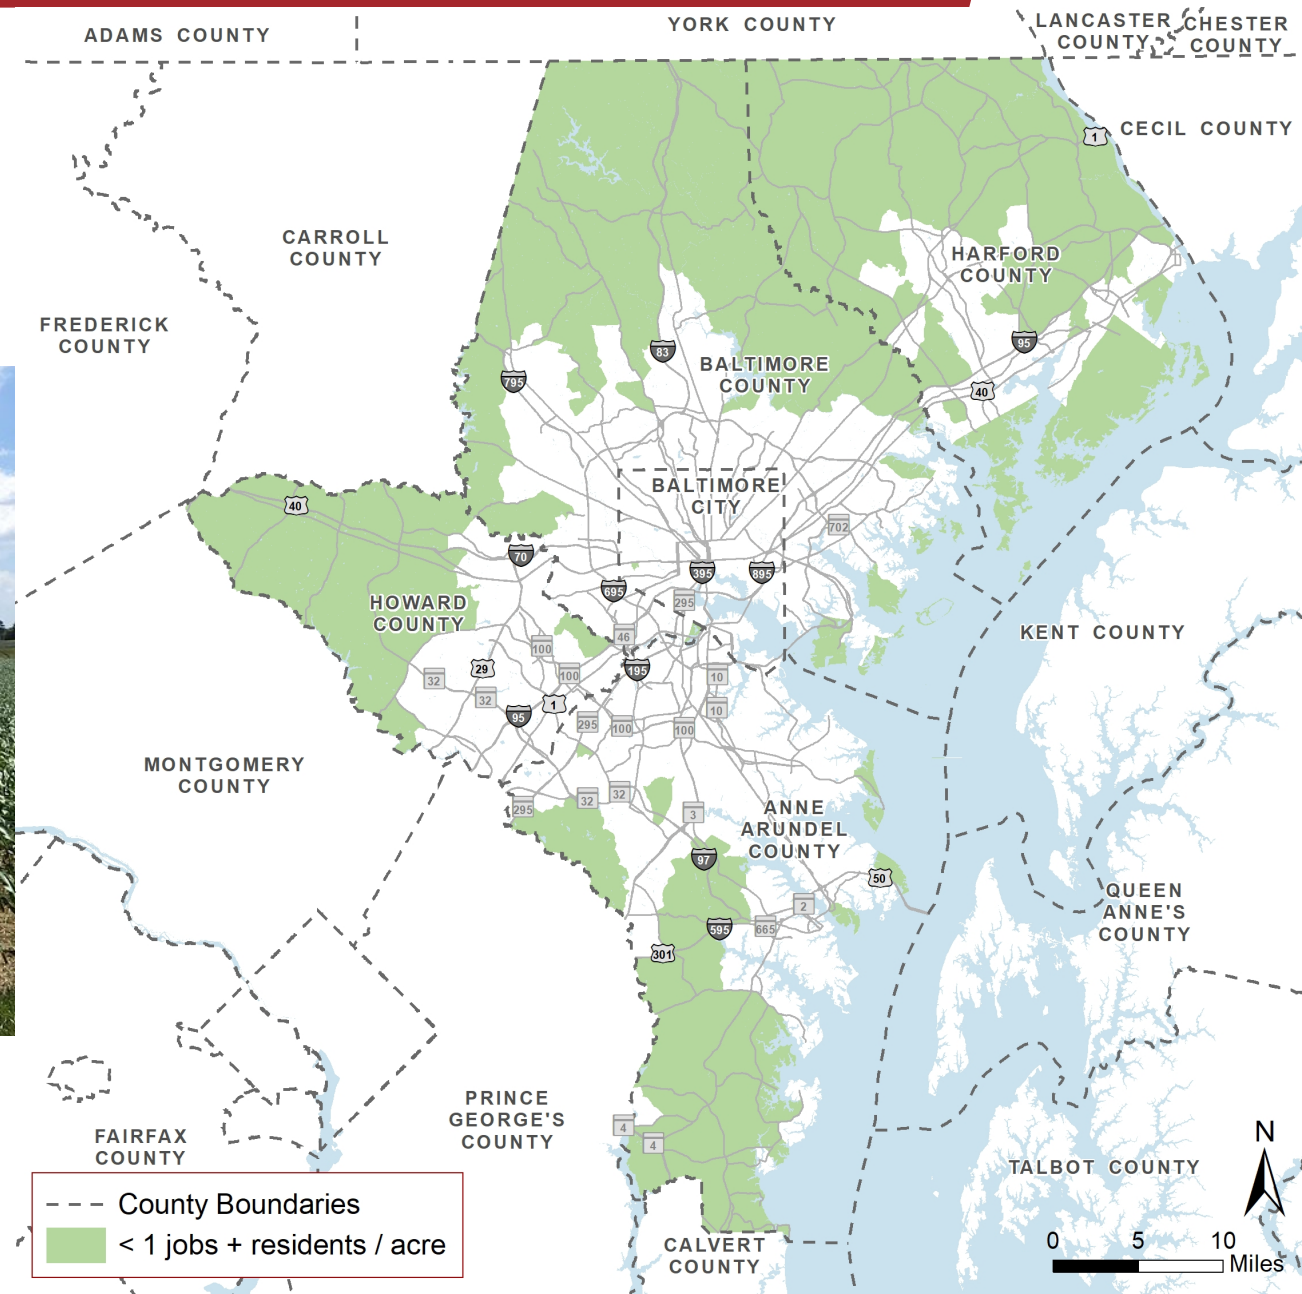 ADAMS COUNTY
YORK COUNTY
LANCASTER
COUNTY
CHESTER
COUNTY
1
CECIL COUNTY
CARROLL
COUNTY
HARFORD
COUNTY
FREDERICK
COUNTY
83
95
BALTIMORE
COUNTY
795
40
BALTIMORE
CITY
40
702
70
395
895
695
295
HOWARD
COUNTY
KENT COUNTY
46
100
29
195
100
32
10
32
1
10
95
295
100
100
MONTGOMERY
COUNTY
32
32
295
3
ANNE
ARUNDEL
COUNTY
97
50
2
QUEEN
ANNE'S
COUNTY
595
665
301
PRINCE
GEORGE'S
COUNTY
4
4
FAIRFAX
COUNTY
N
TALBOT COUNTY
County Boundaries
< 1 jobs + residents / acre
CALVERT
COUNTY
0 5 10
Miles